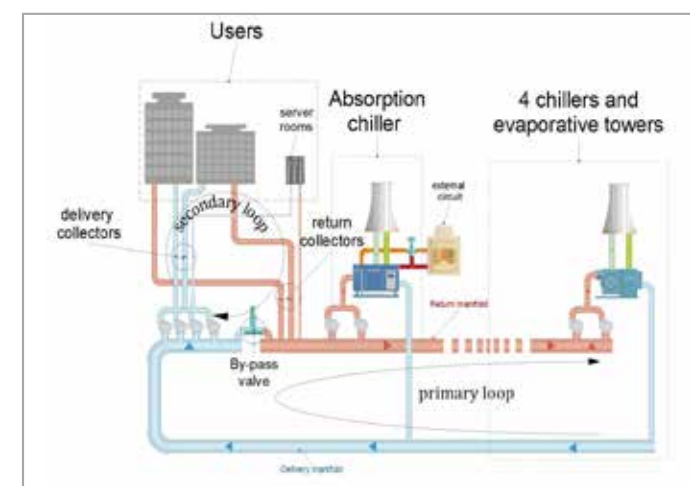 Users
Absorption
chiller
4 chillers and
evaporative towers
server
rooms
external
circuit
delivery
collectors
secondary loop
return
collectors
Return manifold
By-pass
valve
primary loop
Delivery manifold